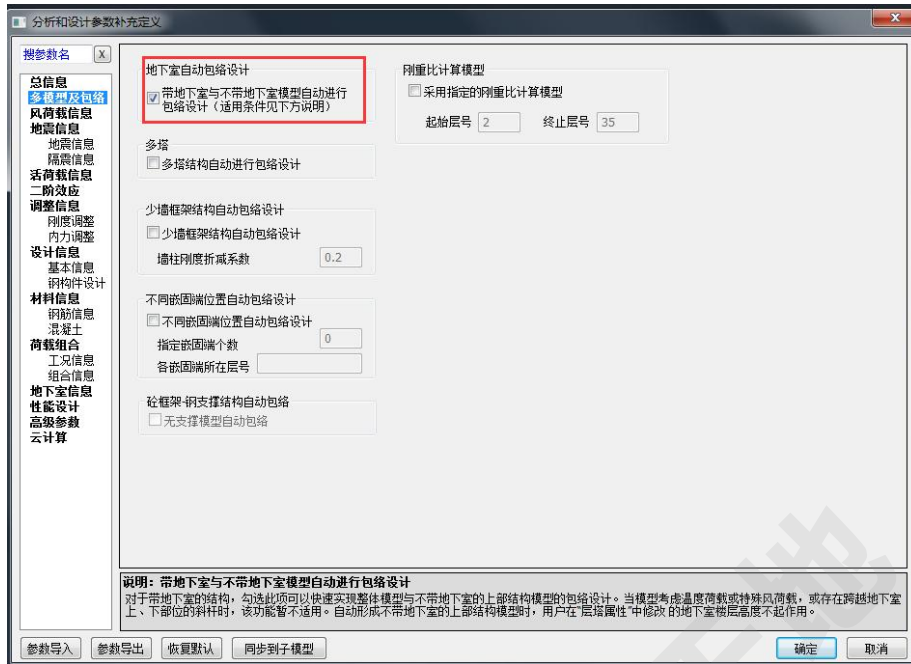 分析和设计参数补充定义
搜参数名
X
总信息
多模型及包络
风荷载信息
地震信息
地震信息
隔震信息
活荷载信息
二阶效应
调整信息
刚度调整
内力调整
设计信息
基本信息
钢构件设计
材料信息
钢筋信息
混凝土
荷载组合
工况信息
组合信息
地下室信息
性能设计
高级参数
云计算
地下室自动包络设计
带地下室与不带地下室模型自动进行
包络设计（适用条件见下方说明）
多塔
多塔结构自动进行包络设计
少墙框架结构自动包络设计
少墙框架结构自动包络设计
墙柱刚度折减系数 0.2
不同嵌固端位置自动包络设计
不同嵌固端位置自动包络设计
指定嵌固端个数 0
各嵌固端所在层号
砼框架-钢支撑结构自动包络
无支撑模型自动包络
刚重比计算模型
采用指定的刚重比计算模型
起始层号 2 终止层号 35
说明：带地下室与不带地下室模型自动进行包络设计
对于带地下室的结构，勾选此项可以快速实现整体模型与不带地下室的上部结构模型的包络设计。当模型考虑温度荷载或特殊风荷载，或存在跨越地下室
上、下部位的斜杆时，该功能暂不适用。自动形成不带地下室的上部结构模型时，用户在"层塔属性"中修改的地下室楼层高度不起作用。
参数导入 参数导出 恢复默认 同步到子模型 确定 取消